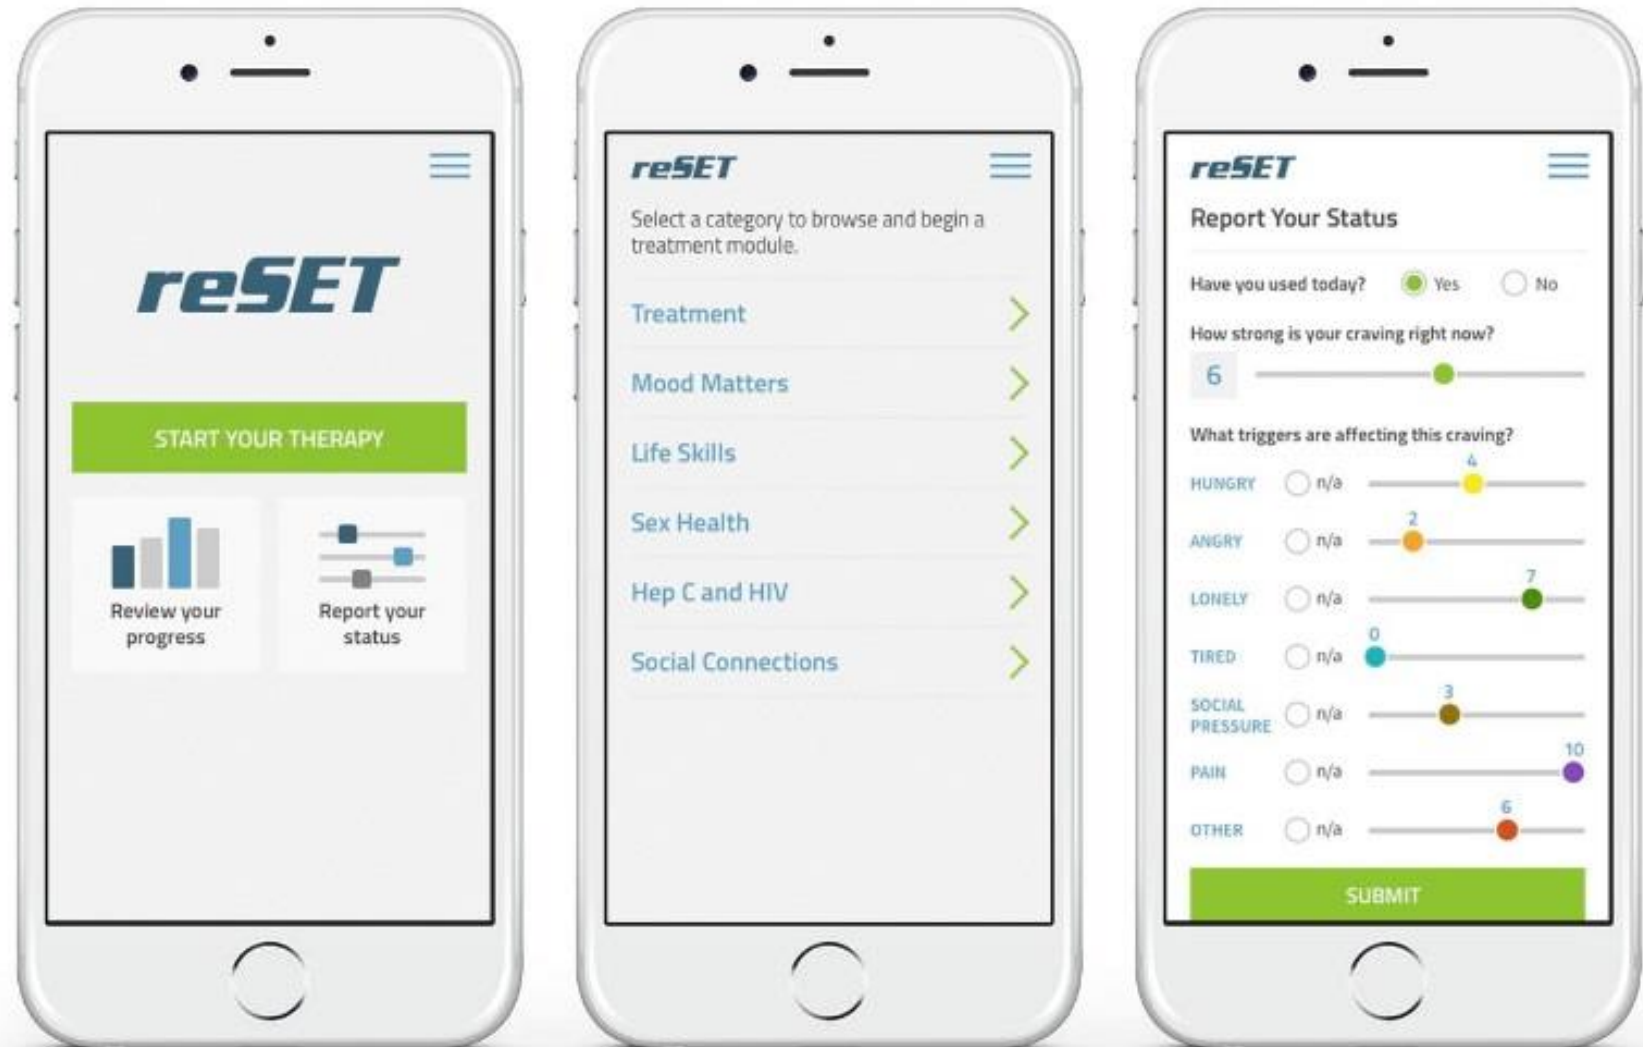 reSET
START YOUR THERAPY
Review your
progress
Report your
status
reSET
Select a category to browse and begin a
treatment module.
Treatment
Mood Matters
Life Skills
Sex Health
Hep C and HIV
Social Connections
reSET
Report Your Status
Have you used today? Yes No
How strong is your craving right now?
6
What triggers are affecting this craving?
4
HUNGRY n/a
2
ANGRY n/a
7
LONELY n/a
0
TIRED n/a
3
SOCIAL
PRESSURE n/a
10
PAIN n/a
6
OTHER n/a
SUBMIT